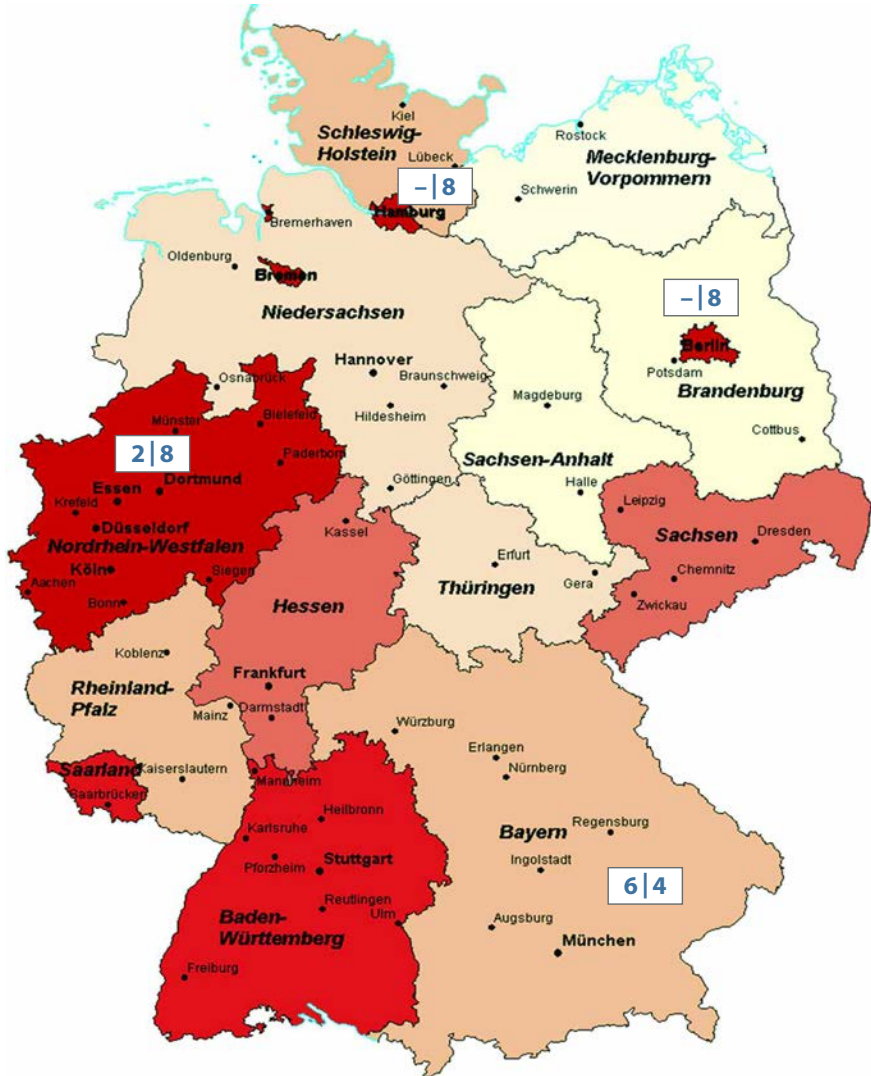 Kiel
Schleswig-
Holstein
Lübeck
Rostock
Mecklenburg-
Vorpommern
Schwerin
–|8
Hamburg
Bremerhaven
Oldenburg
Bremen
Niedersachsen
–|8
Berlin
Potsdam
Brandenburg
Hannover
Braunschweig
Osnabrück
Hildesheim
Magdeburg
Cottbus
Münster
Bielefeld
2|8
Paderborn
Sachsen-Anhalt
Halle
Göttingen
Dortmund
Essen
Krefeld
Düsseldorf
Nordrhein-Westfalen
Leipzig
Sachsen
Dresden
Kassel
Köln
Siegen
Aachen
Bonn
Erfurt
Thüringen
Gera
Chemnitz
Zwickau
Hessen
Koblenz
Rheinland-
Pfalz
Frankfurt
Mainz
Darmstadt
Würzburg
Saarland
Kaiserslautern
Saarbrücken
Mannheim
Erlangen
Nürnberg
Heilbronn
Karlsruhe
Bayern
Regensburg
Pforzheim
Stuttgart
Ingolstadt
6|4
Reutlingen
Ulm
Baden-
Württemberg
Augsburg
München
Freiburg